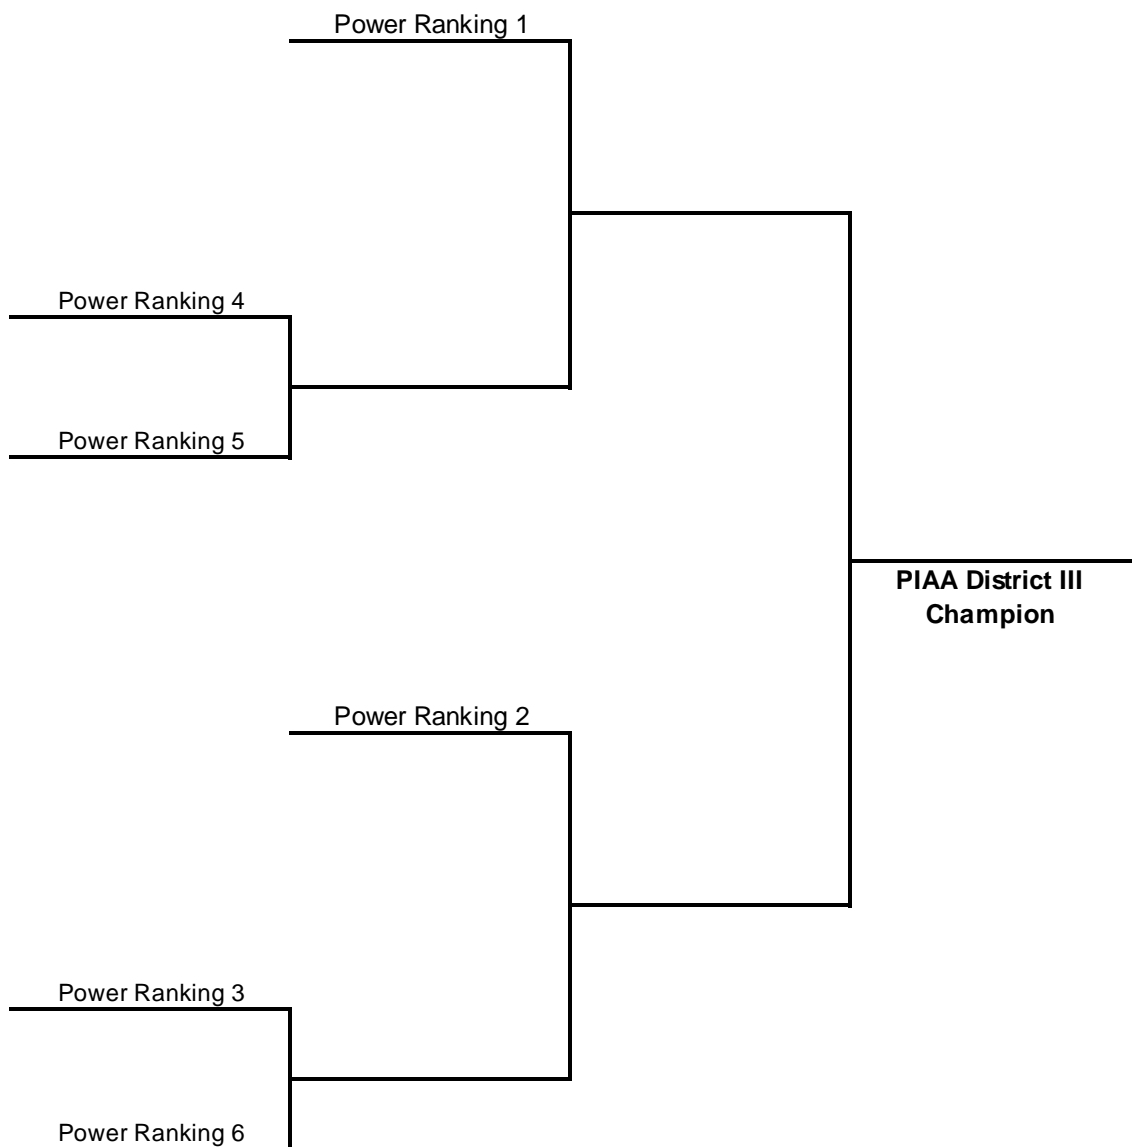 Power Ranking 1
Power Ranking 4
Power Ranking 5
PIAA District III
Champion
Power Ranking 2
Power Ranking 3
Power Ranking 6